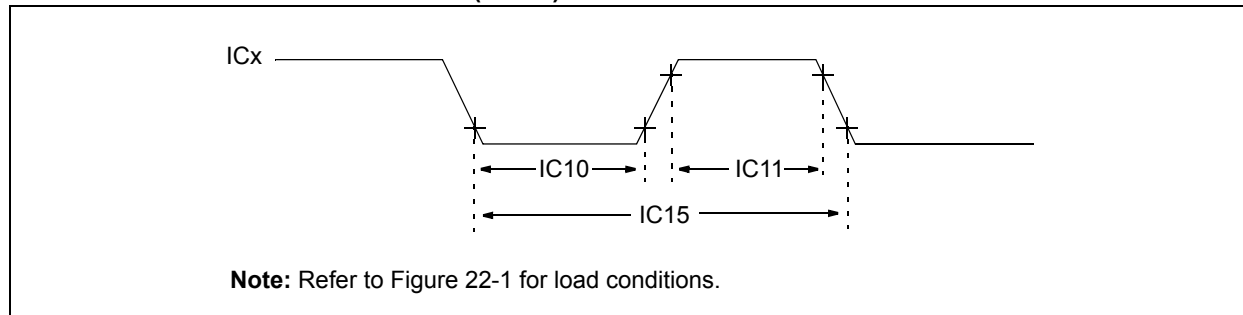 ICx
IC10
IC11
IC15
Note: Refer to Figure 22-1 for load conditions.